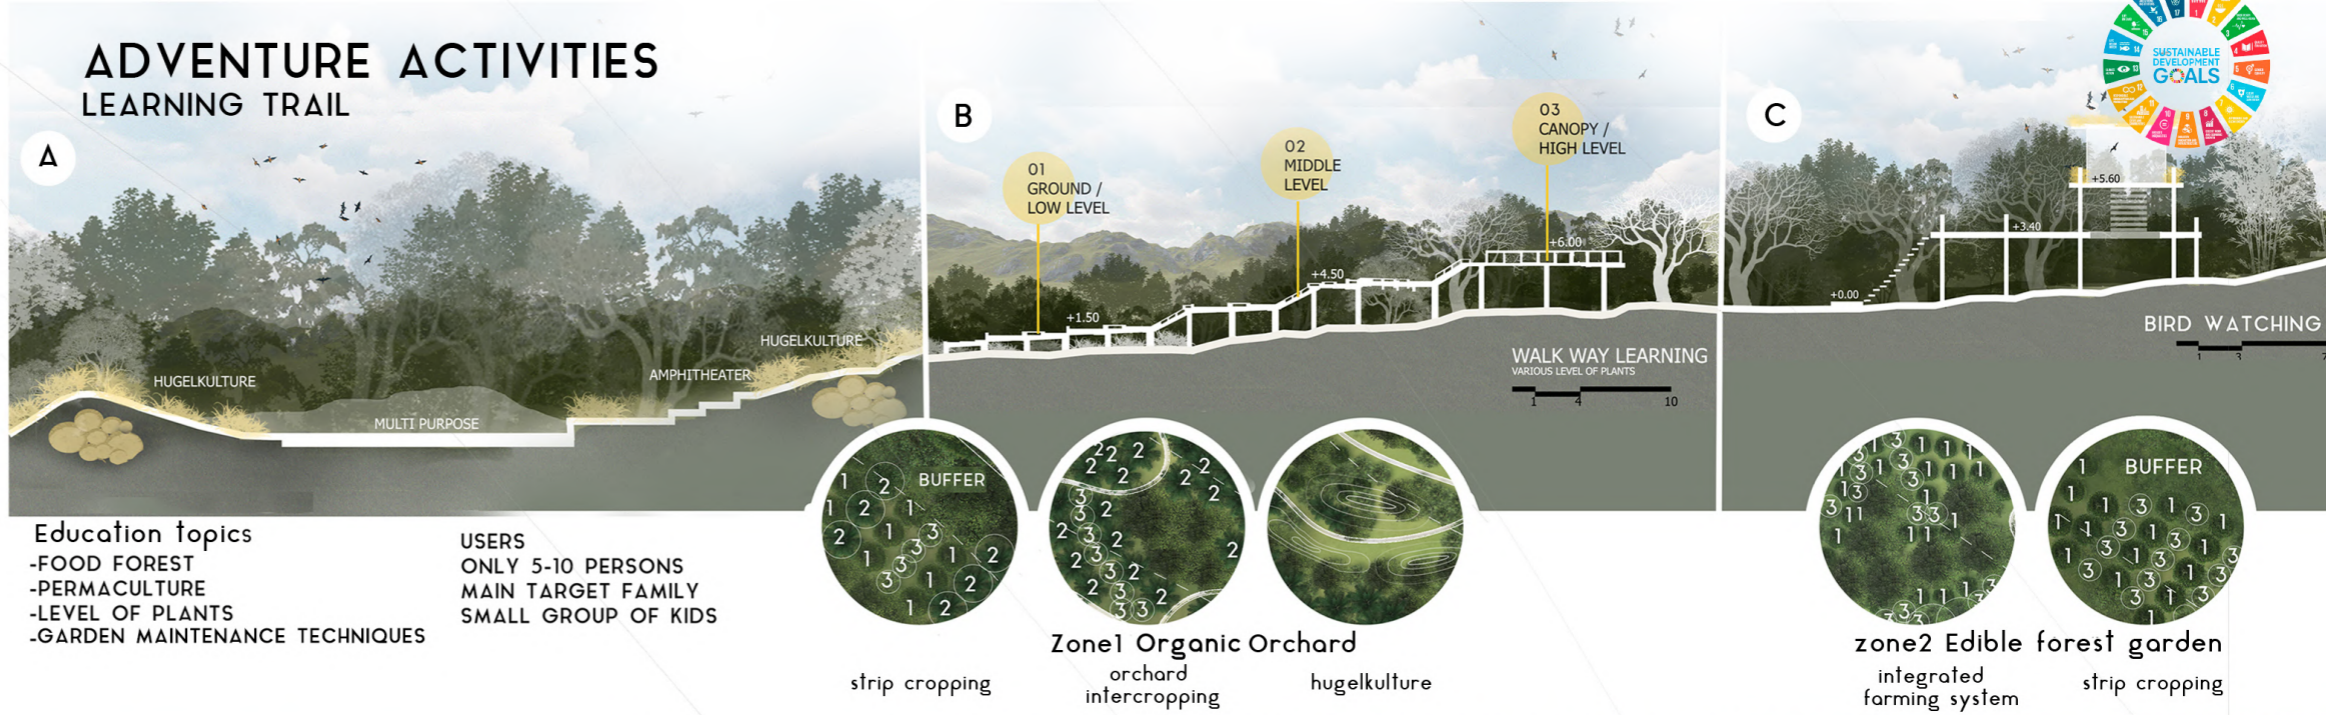 ADVENTURE ACTIVITIES
LEARNING TRAIL
A
HUGELKULTURE
MULTI PURPOSE
AMPHITHEATER
HUGELKULTURE
B
01
GROUND /
LOW LEVEL
02
MIDDLE
LEVEL
03
CANOPY /
HIGH LEVEL
+1.50
+4.50
+6.00
WALK WAY LEARNING
VARIOUS LEVEL OF PLANTS
1 4 10
C
SUSTAINABLE
DEVELOPMENT
GOALS
+0.00
+3.40
+5.60
BIRD WATCHING
1 3
Education topics
-FOOD FOREST
-PERMACULTURE
-LEVEL OF PLANTS
-GARDEN MAINTENANCE TECHNIQUES
USERS
ONLY 5-10 PERSONS
MAIN TARGET FAMILY
SMALL GROUP OF KIDS
BUFFER
Zone1 Organic Orchard
strip cropping
orchard
intercropping
hugelkulture
BUFFER
zone2 Edible forest garden
integrated
farming system
strip cropping